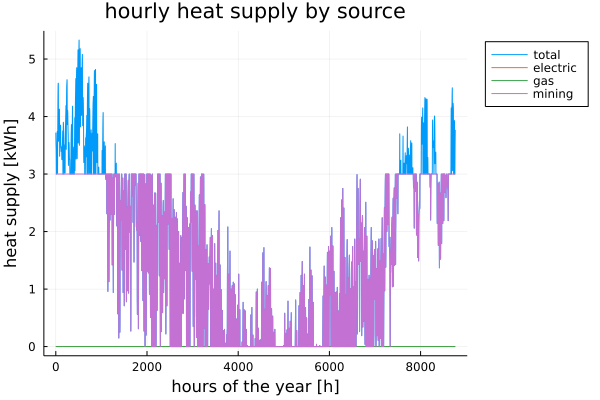 hourly heat supply by source
heat supply [kWh]
5
4
3
2
1
0
0 2000 4000 6000 8000
hours of the year [h]
total
electric
gas
mining